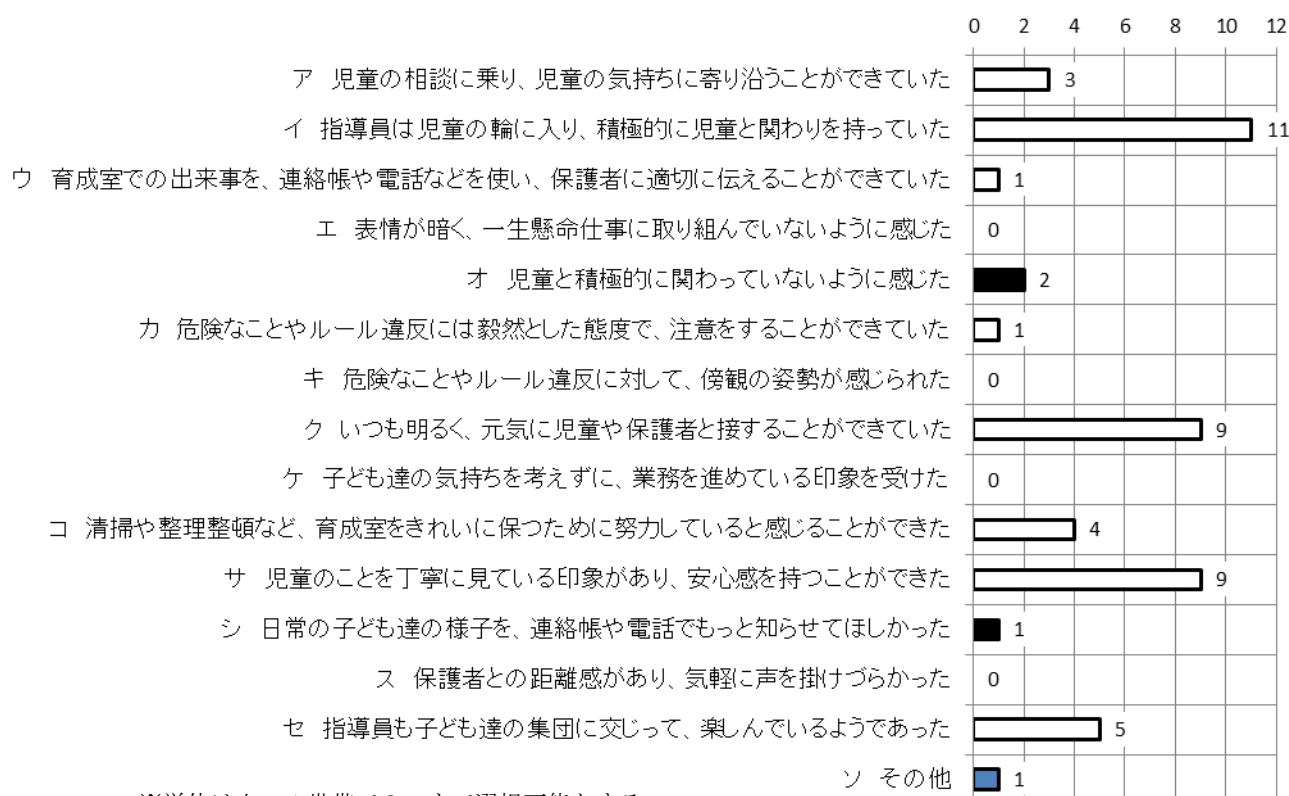 0 2 4 6 8 10 12
ア 児童の相談に乗り、児童の気持ちに寄り沿うことができていた 3
イ 指導員は児童の輪に入り、積極的に児童と関わりを持っていた 11
ウ 育成室での出来事を、連絡帳や電話などを使い、保護者に適切に伝えることができていた 1
エ 表情が暗く、一生懸命仕事に取り組んでいないように感じた 0
オ 児童と積極的に関わっていないように感じた 2
カ 危険なことやルール違反には毅然とした態度で、注意をすることができていた 1
キ 危険なことやルール違反に対して、傍観の姿勢が感じられた 0
ク いつも明るく、元気に児童や保護者と接することができていた 9
ケ 子ども達の気持ちを考えずに、業務を進めている印象を受けた 0
コ 清掃や整理整頓など、育成室をきれいに保つために努力していると感じることができた 4
サ 児童のことを丁寧に見ている印象があり、安心感を持つことができた 9
シ 日常の子ども達の様子を、連絡帳や電話でもっと知らせてほしかった 1
ス 保護者との距離感があり、気軽に声を掛けづらかった 0
セ 指導員も子ども達の集団に交じって、楽しんでいるようであった 5
ソ その他 1